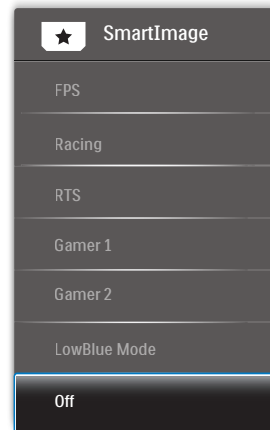 SmartImage
FPS
Racing
RTS
Gamer 1
Gamer 2
LowBlue Mode
Off